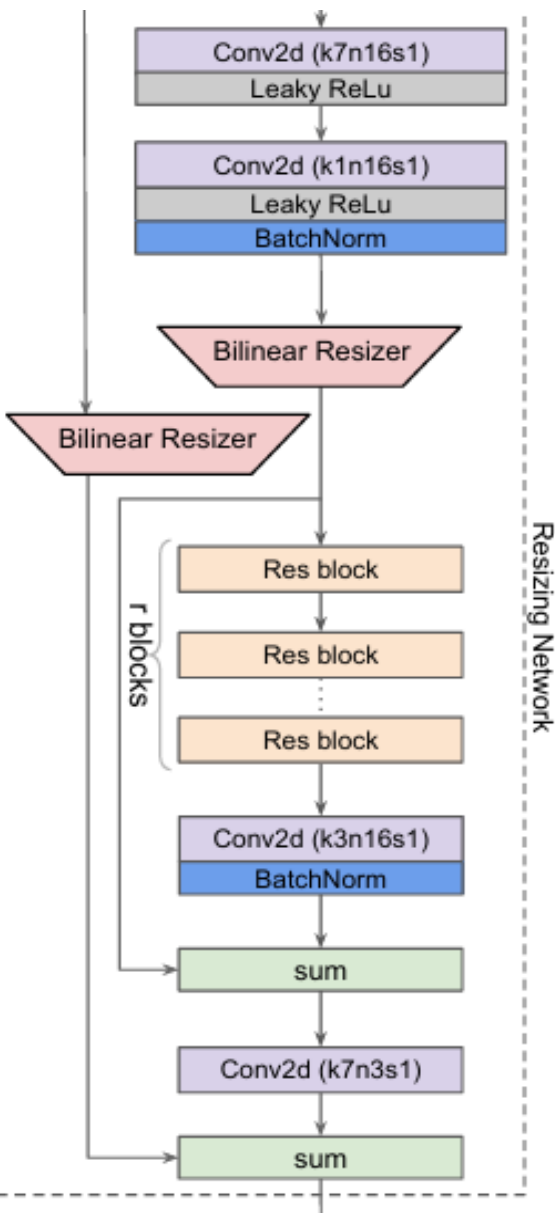 Conv2d (k7n16s1)
Leaky ReLu
Conv2d (k1n16s1)
Leaky ReLu
BatchNorm
Bilinear Resizer
Bilinear Resizer
Resizing Network
r blocks
Res block
Res block
Res block
Conv2d (k3n16s1)
BatchNorm
sum
Conv2d (k7n3s1)
sum